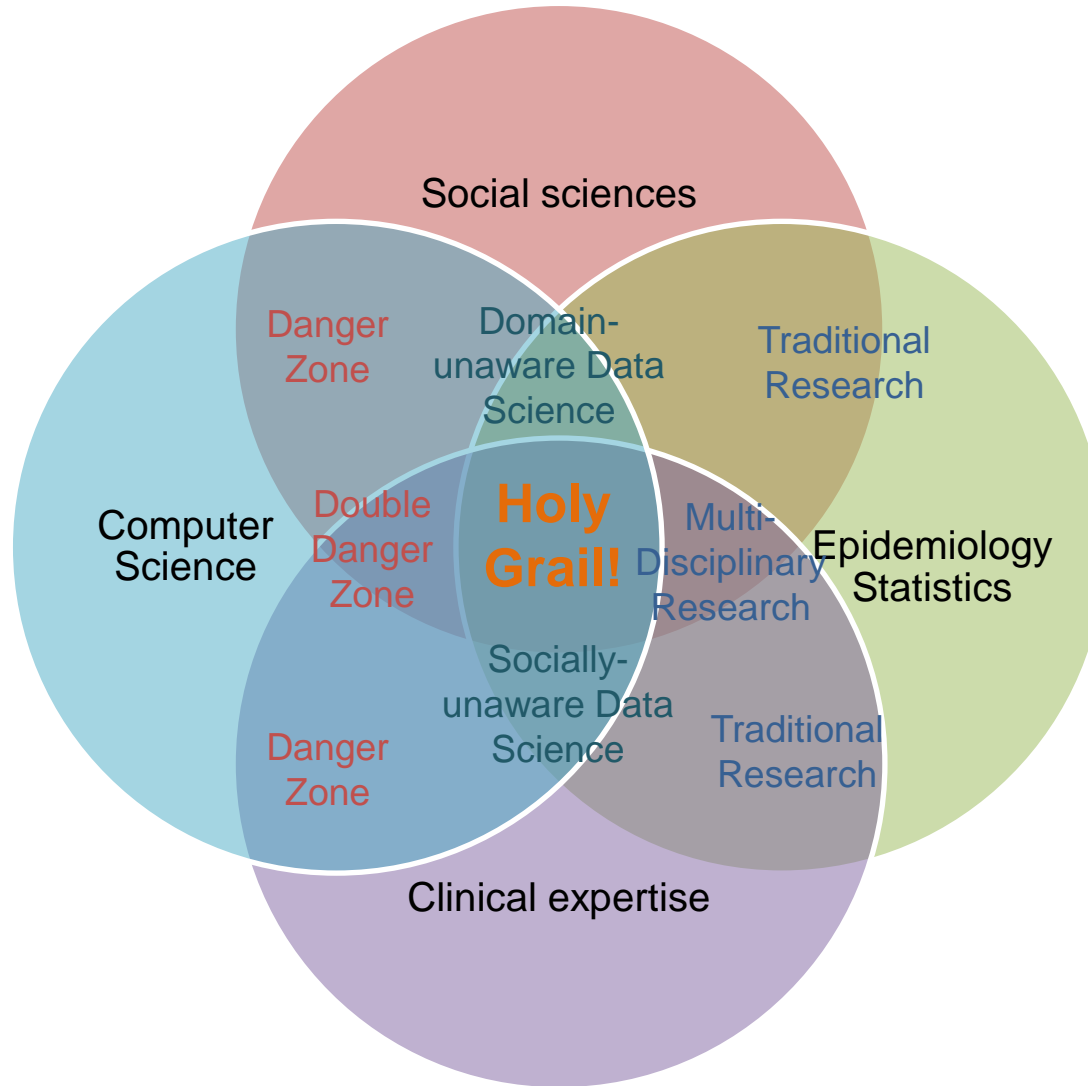 Social sciences
Danger
Zone
Domain-
unaware Data
Science
Traditional
Research
Computer
Science
Double
Danger
Zone
Holy
Grail!
Multi-
Disciplinary
Research
Epidemiology
Statistics
Danger
Zone
Socially-
unaware Data
Science
Traditional
Research
Clinical expertise